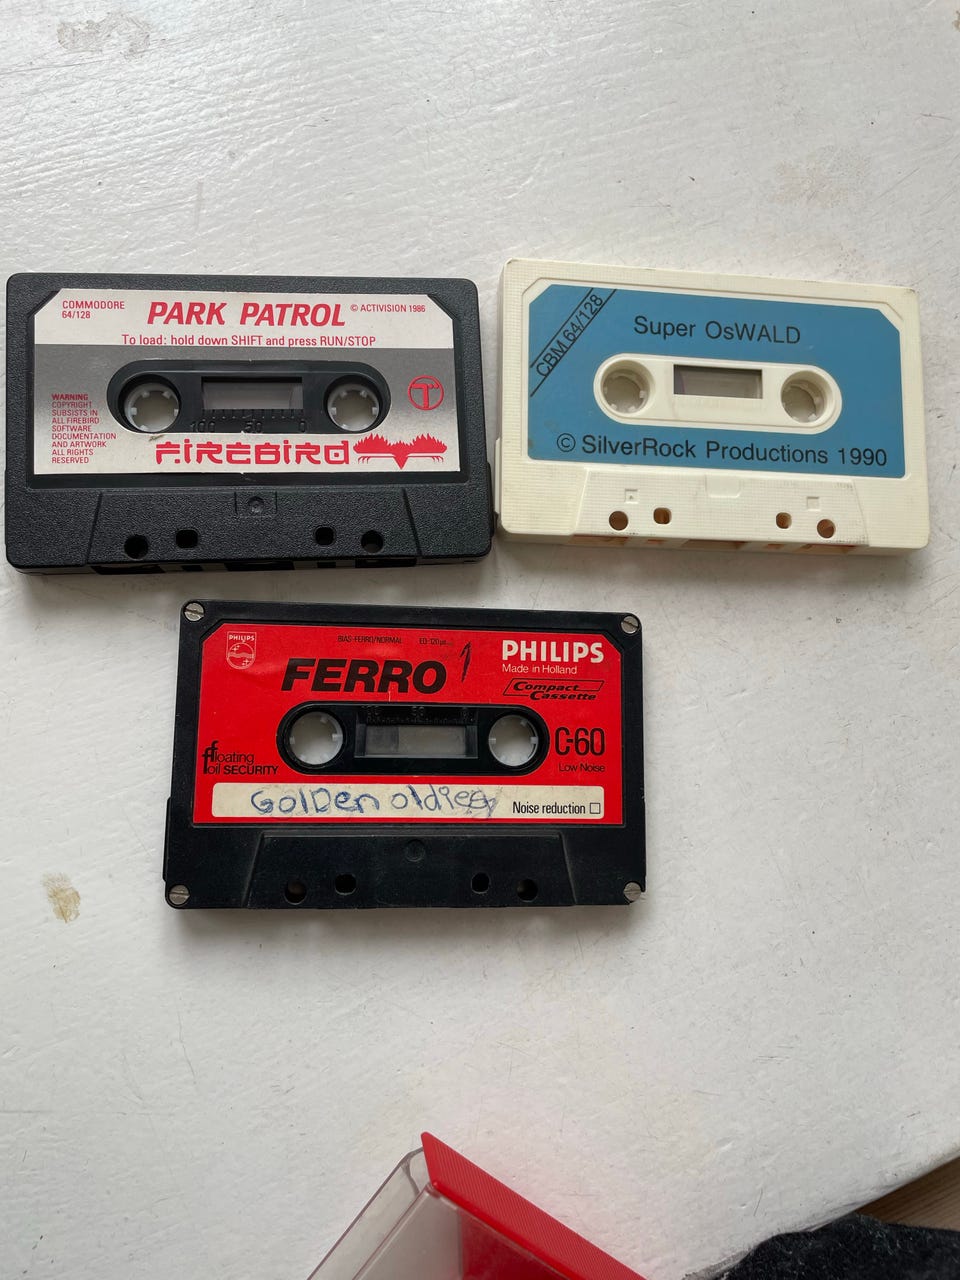 COMMODORE
64/128
PARK PATROL
© ACTIVISION 1986
To load: hold down SHIFT and press RUN/STOP
WARNING
COPYRIGHT
SUBSISTS IN
ALL FIREBIRD
SOFTWARE
DOCUMENTATION
AND ARTWORK
ALL RIGHTS
RESERVED
100 50 0
FIREBIRD
CBM 64/128
Super OsWALD
© SilverRock Productions 1990
PHILIPS
BIAS-FERRO/NORMAL
FERRO 1
PHILIPS
Made in Holland
Compact
Cassette
C-60
Low Noise
floating
foil SECURITY
GolDen oldies
Noise reduction